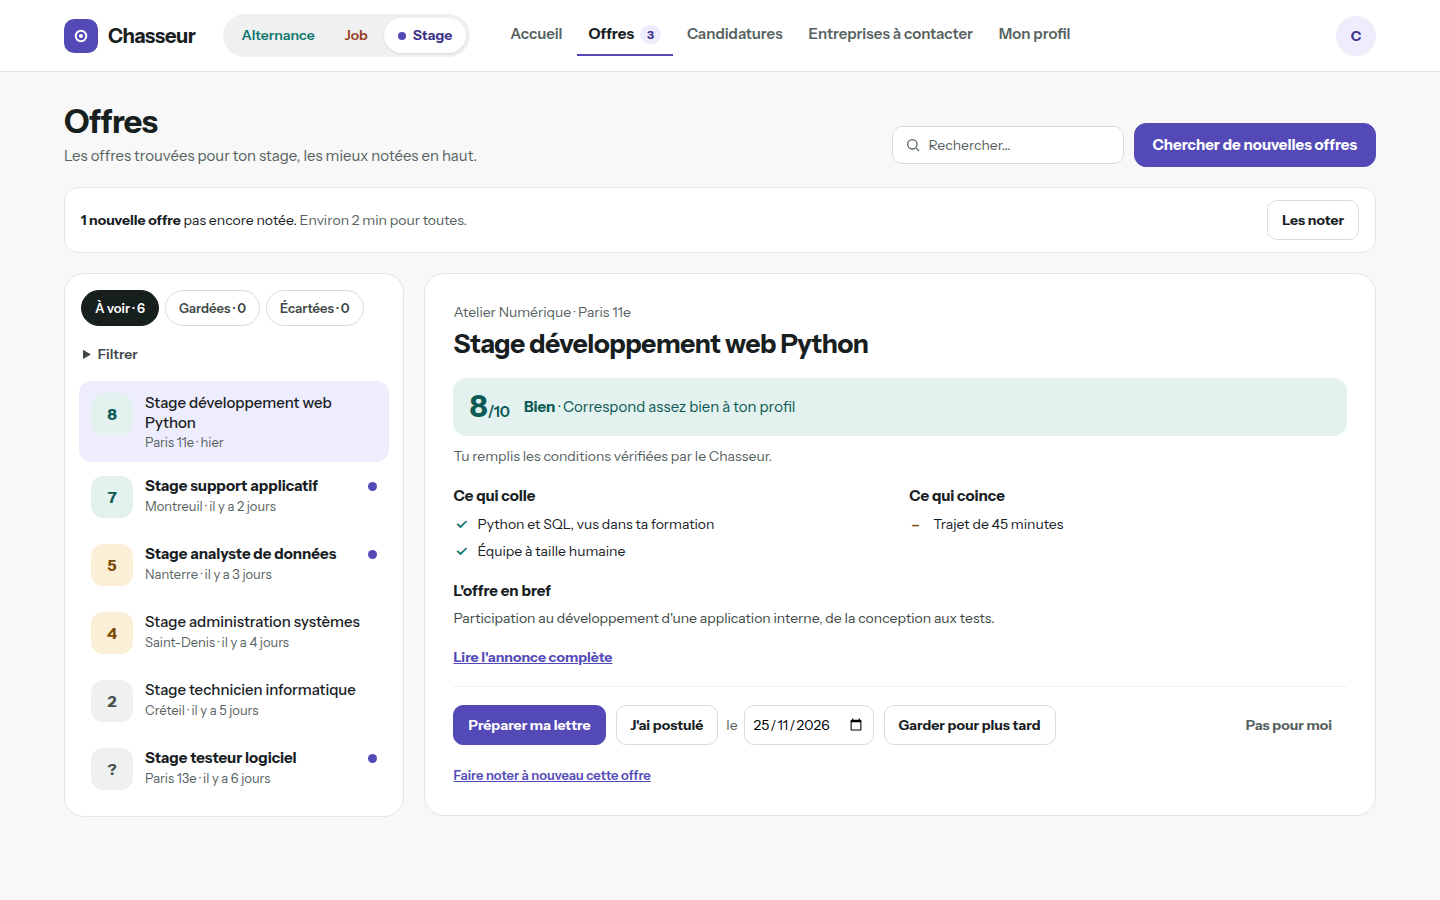 Chasseur
Alternance
Job
Stage
Accueil
Offres 3
Candidatures
Entreprises à contacter
Mon profil
C
Offres
Les offres trouvées pour ton stage, les mieux notées en haut.
Rechercher...
Chercher de nouvelles offres
1 nouvelle offre pas encore notée. Environ 2 min pour toutes.
Les noter
À voir · 6
Gardées · 0
Écartées · 0
Filtrer
8
Stage développement web
Python
Paris 11e · hier
7
Stage support applicatif
Montreuil · il y a 2 jours
5
Stage analyste de données
Nanterre · il y a 3 jours
4
Stage administration systèmes
Saint-Denis · il y a 4 jours
2
Stage technicien informatique
Créteil · il y a 5 jours
?
Stage testeur logiciel
Paris 13e · il y a 6 jours
Atelier Numérique · Paris 11e
Stage développement web Python
8/10 Bien · Correspond assez bien à ton profil
Tu remplis les conditions vérifiées par le Chasseur.
Ce qui colle
Python et SQL, vus dans ta formation
Équipe à taille humaine
Ce qui coince
– Trajet de 45 minutes
L'offre en bref
Participation au développement d'une application interne, de la conception aux tests.
Lire l'annonce complète
Préparer ma lettre
J'ai postulé
le
25/11/2026
Garder pour plus tard
Pas pour moi
Faire noter à nouveau cette offre